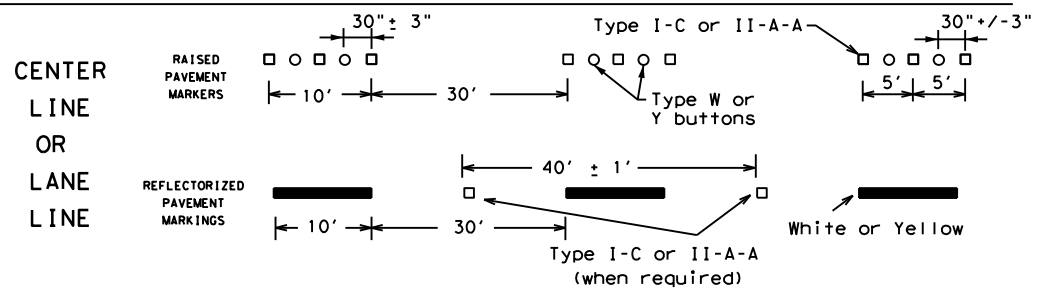 CENTER
LINE
OR
LANE
LINE
RAISED
PAVEMENT
MARKERS
30"± 3"
10'
30'
Type I-C or II-A-A
Type W or
Y buttons
30"+/-3"
5'
5'
REFLECTORIZED
PAVEMENT
MARKINGS
10'
30'
40' ± 1'
Type I-C or II-A-A
(when required)
White or Yellow